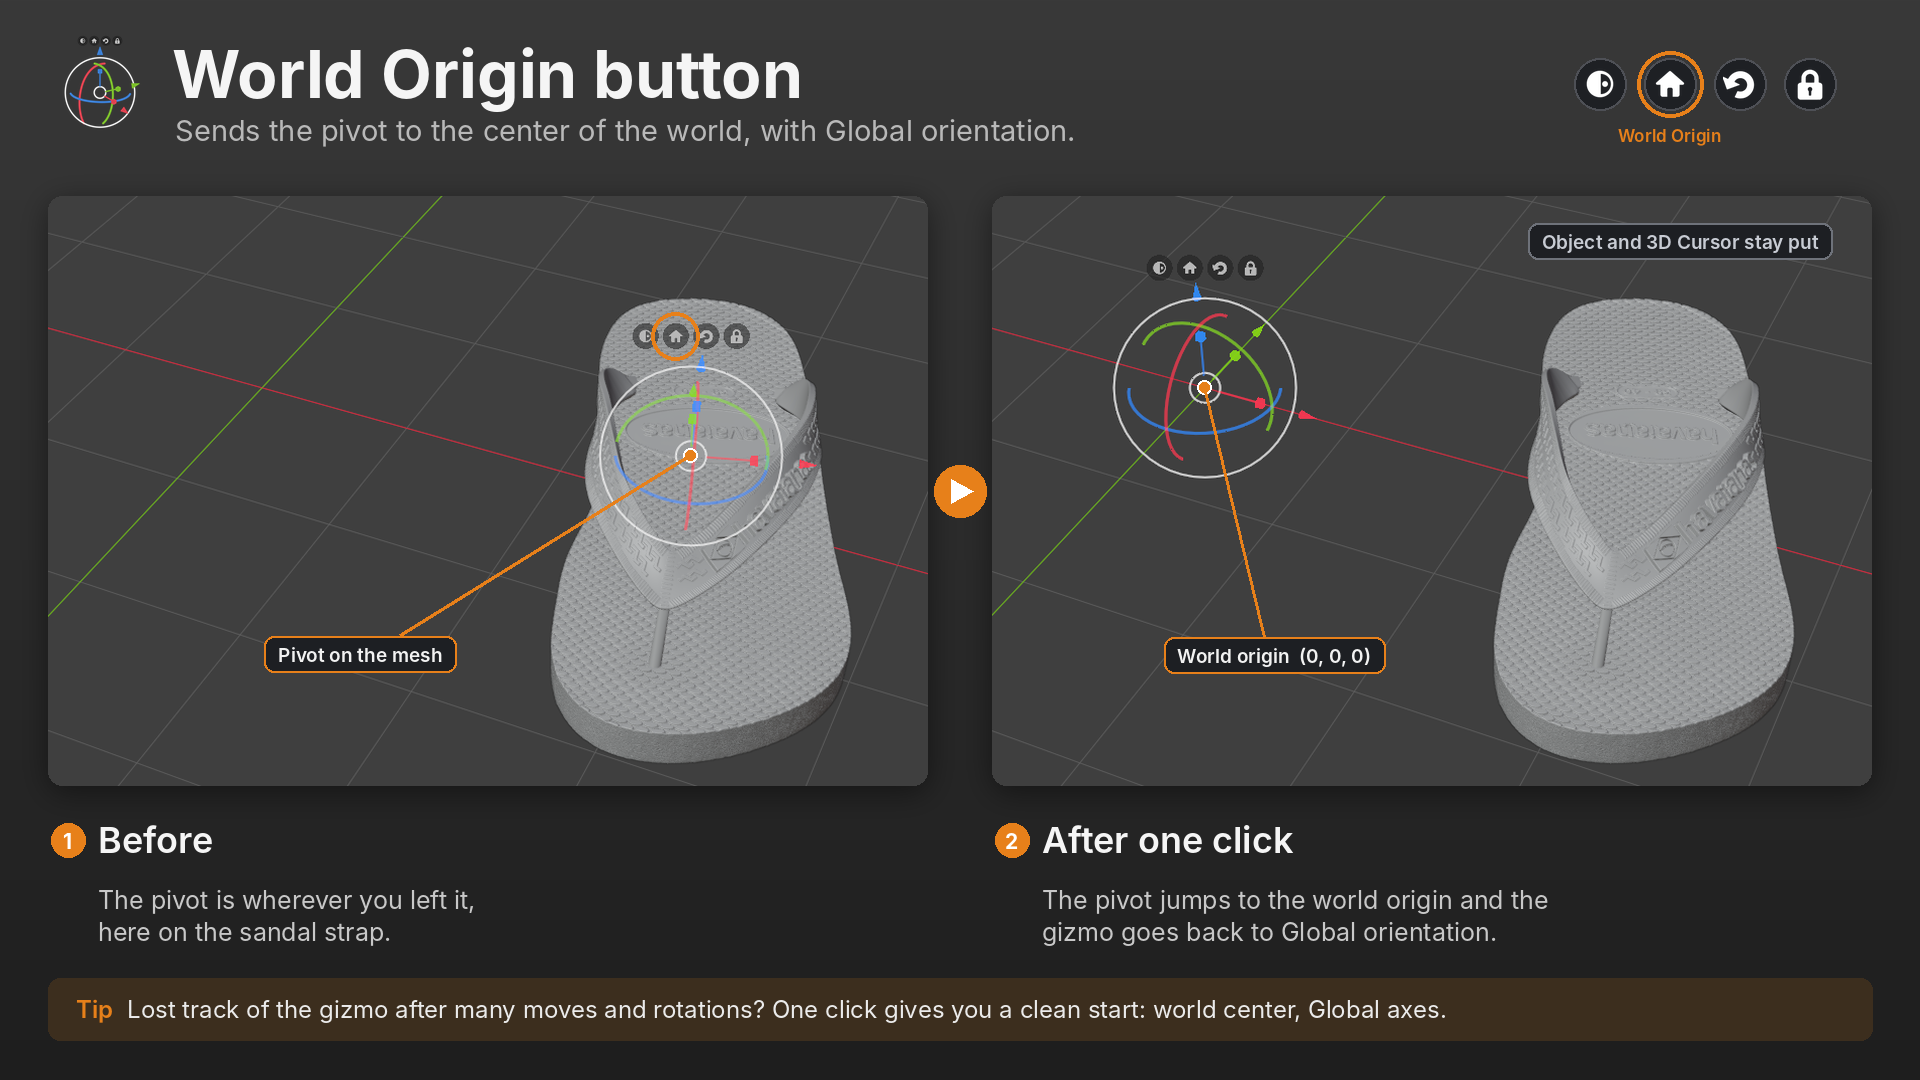 World Origin button
Sends the pivot to the center of the world, with Global orientation.
World Origin
Object and 3D Cursor stay put
Pivot on the mesh
World origin (0, 0, 0)
1 Before
The pivot is wherever you left it,
here on the sandal strap.
2 After one click
The pivot jumps to the world origin and the
gizmo goes back to Global orientation.
Tip Lost track of the gizmo after many moves and rotations? One click gives you a clean start: world center, Global axes.